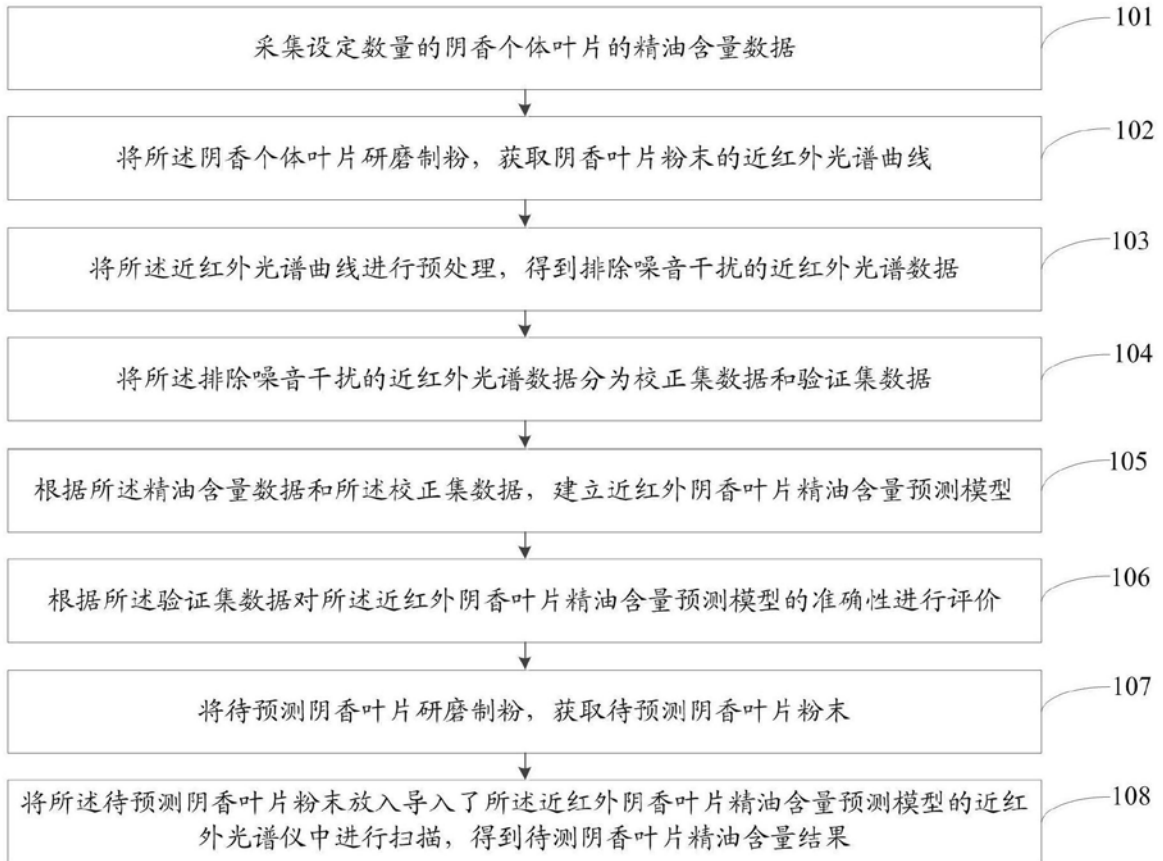 101
采集设定数量的阴香个体叶片的精油含量数据
102
将所述阴香个体叶片研磨制粉，获取阴香叶片粉末的近红外光谱曲线
103
将所述近红外光谱曲线进行预处理，得到排除噪音干扰的近红外光谱数据
104
将所述排除噪音干扰的近红外光谱数据分为校正集数据和验证集数据
105
根据所述精油含量数据和所述校正集数据，建立近红外阴香叶片精油含量预测模型
106
根据所述验证集数据对所述近红外阴香叶片精油含量预测模型的准确性进行评价
107
将待预测阴香叶片研磨制粉，获取待预测阴香叶片粉末
108
将所述待预测阴香叶片粉末放入导入了所述近红外阴香叶片精油含量预测模型的近红
外光谱仪中进行扫描，得到待测阴香叶片精油含量结果